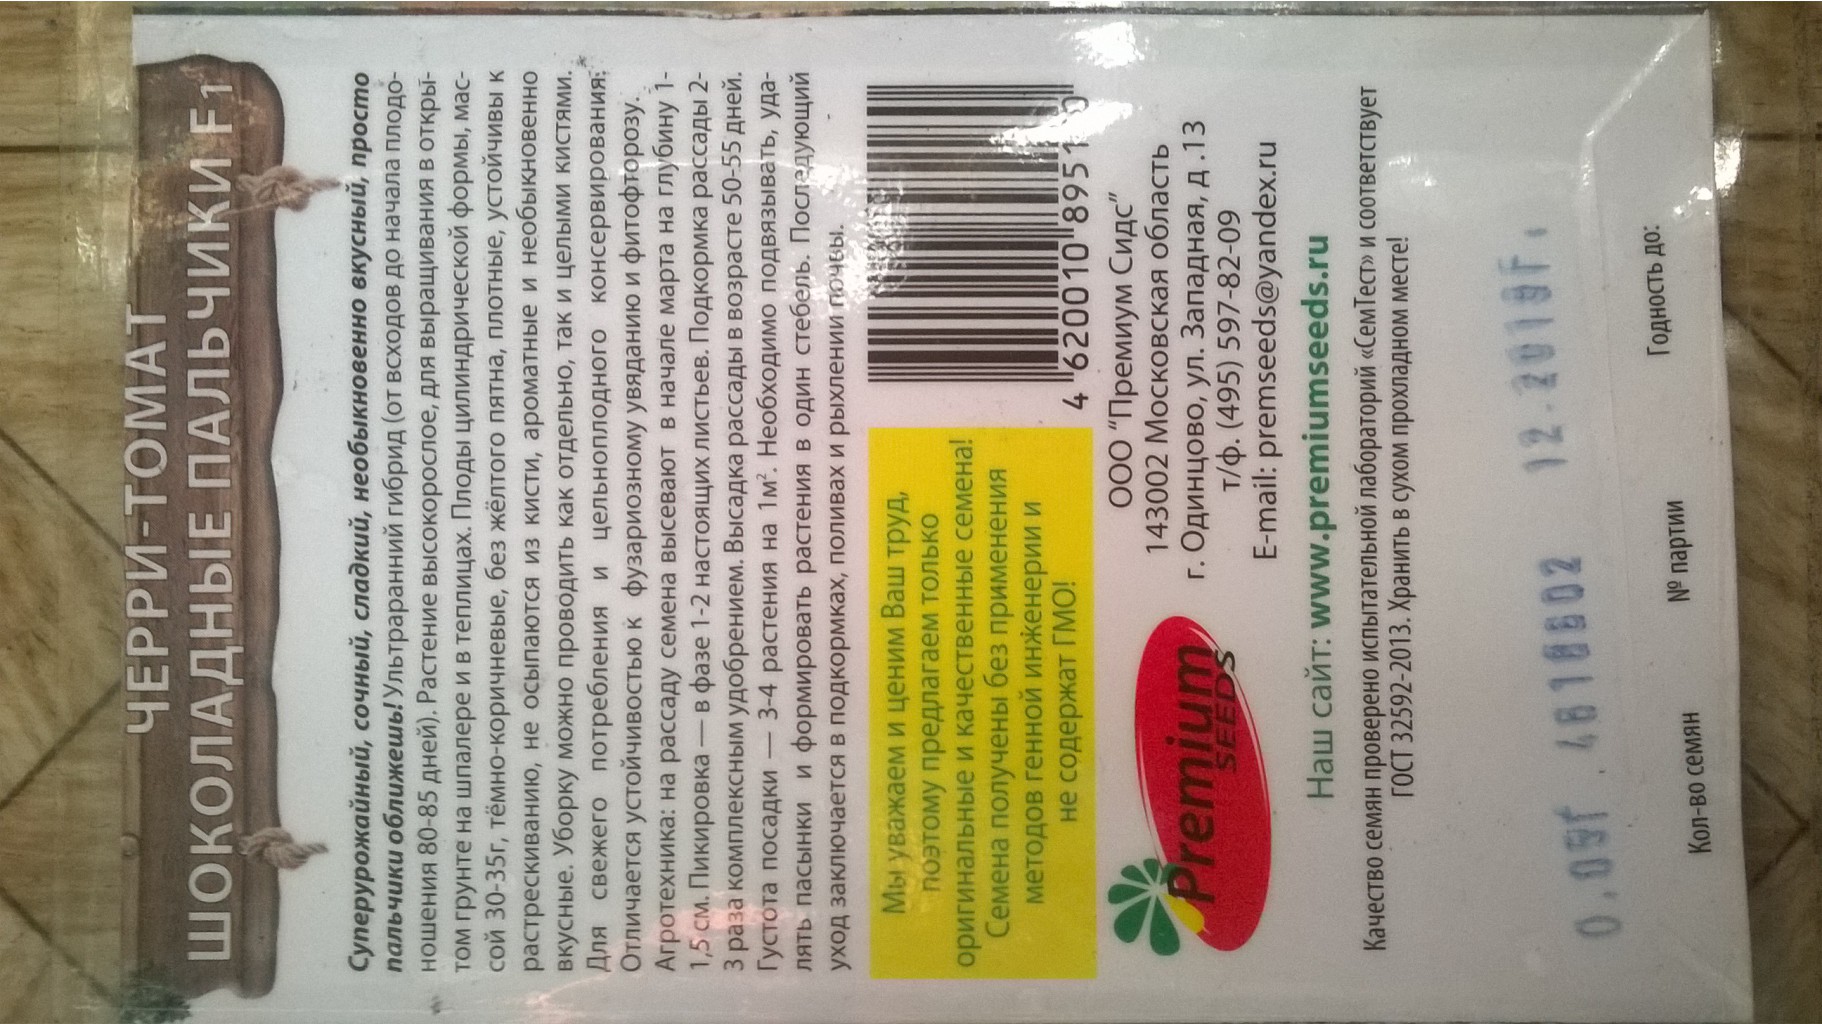 ЧЕРРИ-ТОМАТ
ШОКОЛАДНЫЕ ПАЛЬЧИКИ F1
Суперурожайный, сочный, сладкий, необыкновенно вкусный, просто
пальчики оближешь! Ультраранний гибрид (от всходов до начала плодо-
ношения 80-85 дней). Растение высокорослое, для выращивания в откры-
том грунте на шпалере и в теплицах. Плоды цилиндрической формы, мас-
сой 30-35г, тёмно-коричневые, без жёлтого пятна, плотные, устойчивы к
растрескиванию, не осыпаются из кисти, ароматные и необыкновенно
вкусные. Уборку можно проводить как отдельно, так и целыми кистями.
Для свежего потребления и цельноплодного консервирования.
Отличается устойчивостью к фузариозному увяданию и фитофторозу.
Агротехника: на рассаду семена высевают в начале марта на глубину 1-
1,5 см. Пикировка — в фазе 1-2 настоящих листьев. Подкормка рассады 2-
3 раза комплексным удобрением. Высадка рассады в возрасте 50-55 дней.
Густота посадки — 3-4 растения на 1м². Необходимо подвязывать, уда-
лять пасынки и формировать растения в один стебель. Последующий
уход заключается в подкормках, поливах и рыхлении почвы.
Мы уважаем и ценим Ваш труд,
поэтому предлагаем только
оригинальные и качественные семена!
Семена получены без применения
методов генной инженерии и
не содержат ГМО!
4 620010 8951
Premium
SEEDS
ООО "Премиум Сидс"
143002 Московская область
г. Одинцово, ул. Западная, д .13
т/ф. (495) 597-82-09
E-mail: premseeds@yandex.ru
Наш сайт: www.premiumseeds.ru
Качество семян проверено испытательной лабораторий «СемТест» и соответствует
ГОСТ 32592-2013. Хранить в сухом прохладном месте!
12.2019г.
Кол-во семян № партии Годность до: